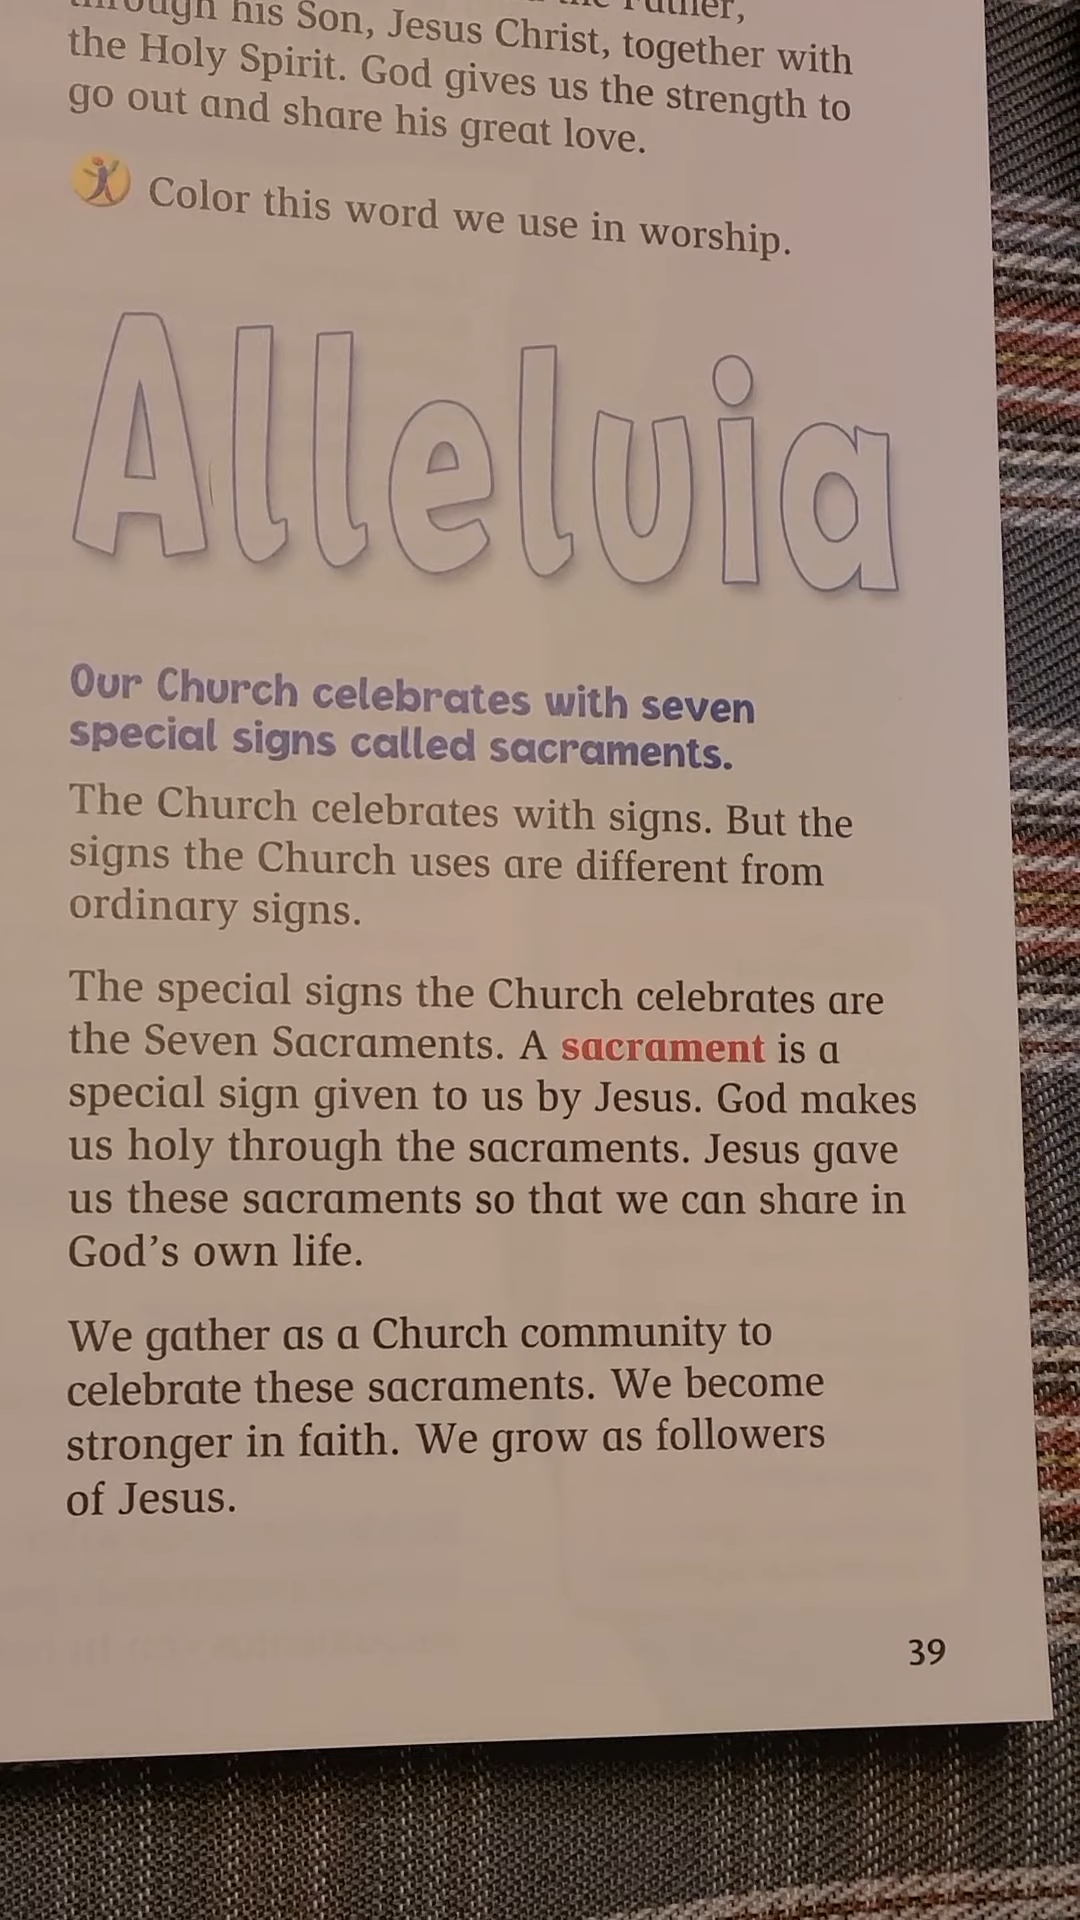 through his Son, Jesus Christ, together with
the Holy Spirit. God gives us the strength to
go out and share his great love.
Color this word we use in worship.
Alleluia
Our Church celebrates with seven
special signs called sacraments.
The Church celebrates with signs. But the
signs the Church uses are different from
ordinary signs.
The special signs the Church celebrates are
the Seven Sacraments. A sacrament is a
special sign given to us by Jesus. God makes
us holy through the sacraments. Jesus gave
us these sacraments so that we can share in
God's own life.
We gather as a Church community to
celebrate these sacraments. We become
stronger in faith. We grow as followers
of Jesus.
39